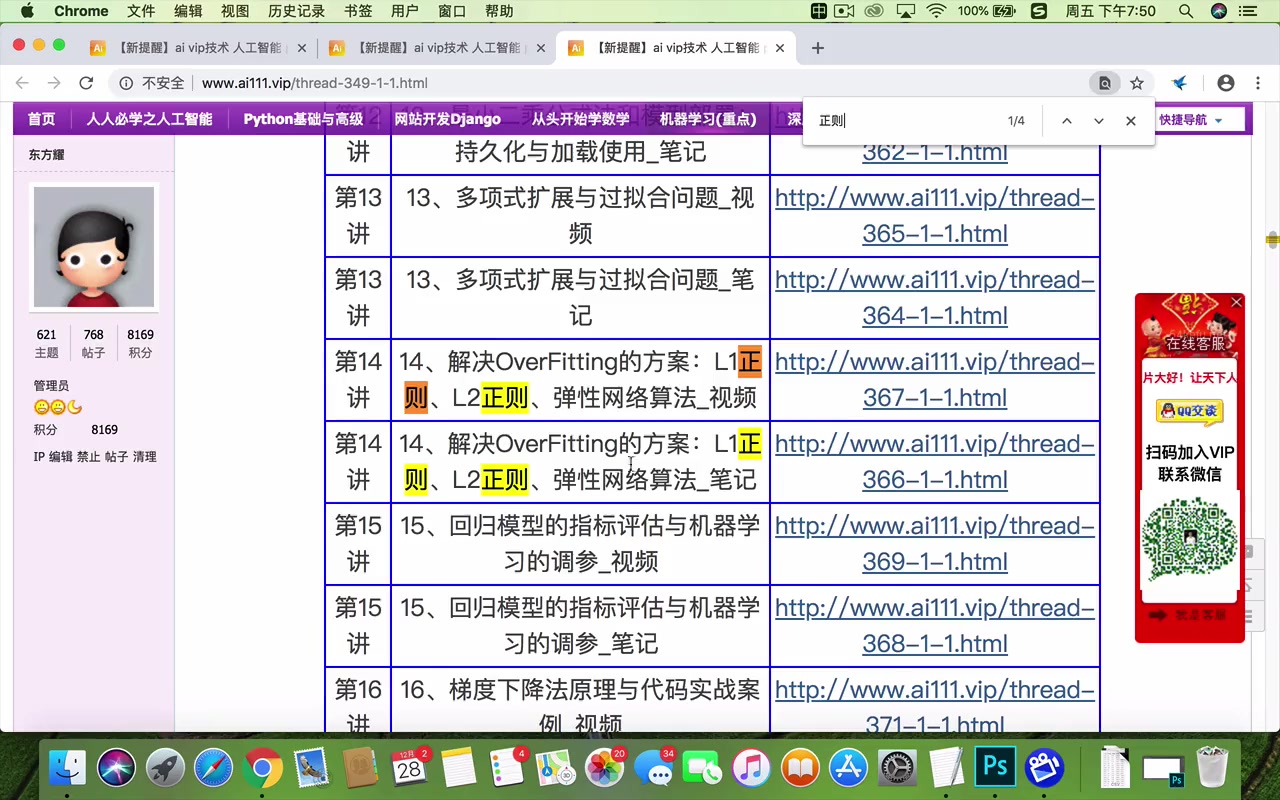 Chrome 文件 编辑 视图 历史记录 书签 用户 窗口 帮助 100% 周五 下午7:50
【新提醒】ai vip技术 人工智能
【新提醒】ai vip技术 人工智能
【新提醒】ai vip技术 人工智能
不安全 www.ai111.vip/thread-349-1-1.html
首页 人人必学之人工智能 Python基础与高级 网站开发Django 从头开始学数学 机器学习(重点) 深
正则 1/4
快捷导航
东方耀
621 768 8169
主题 帖子 积分
管理员
积分 8169
IP 编辑 禁止 帖子 清理
讲 持久化与加载使用_笔记 362-1-1.html
第13 13、多项式扩展与过拟合问题_视 http://www.ai111.vip/thread-
讲 频 365-1-1.html
第13 13、多项式扩展与过拟合问题_笔 http://www.ai111.vip/thread-
讲 记 364-1-1.html
第14 14、解决OverFitting的方案：L1正 http://www.ai111.vip/thread-
讲 则、L2正则、弹性网络算法_视频 367-1-1.html
第14 14、解决OverFitting的方案：L1正 http://www.ai111.vip/thread-
讲 则、L2正则、弹性网络算法_笔记 366-1-1.html
第15 15、回归模型的指标评估与机器学 http://www.ai111.vip/thread-
讲 习的调参_视频 369-1-1.html
第15 15、回归模型的指标评估与机器学 http://www.ai111.vip/thread-
讲 习的调参_笔记 368-1-1.html
第16 16、梯度下降法原理与代码实战案 http://www.ai111.vip/thread-
讲 例_视频 371-1-1.html
在线客服
片大好！让天下人
QQ交谈
扫码加入VIP
联系微信
12月
28
2
4
20
34
Ps